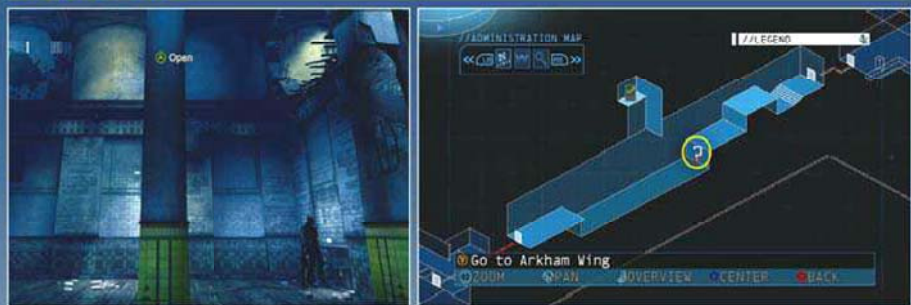 Open
//ADMINISTRATION MAP
//LEGEND
Go to Arkham Wing
ZOOM PAN OVERVIEW CENTER BACK